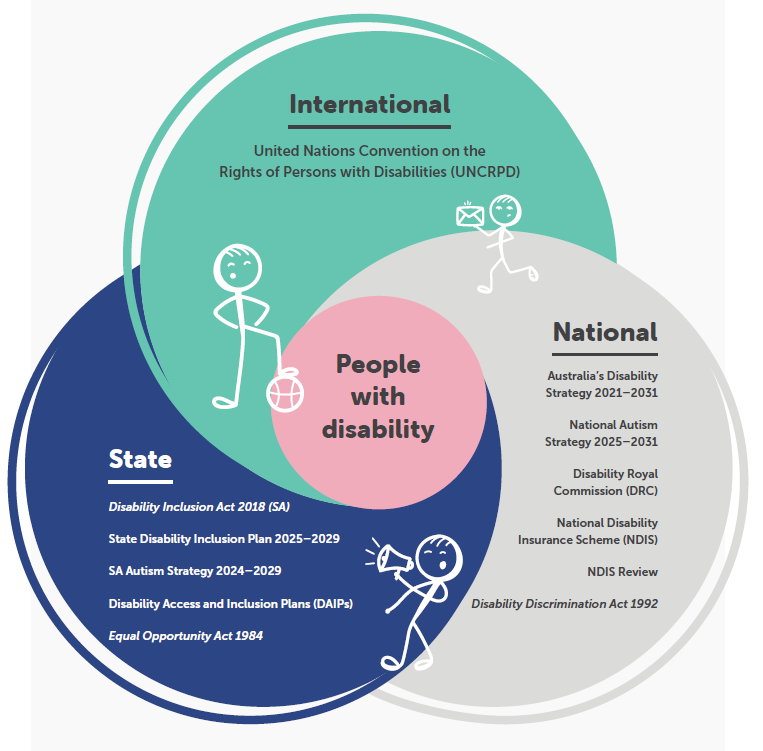 International
United Nations Convention on the
Rights of Persons with Disabilities (UNCRPD)
People
with
disability
State
Disability Inclusion Act 2018 (SA)
State Disability Inclusion Plan 2025–2029
SA Autism Strategy 2024–2029
Disability Access and Inclusion Plans (DAIPs)
Equal Opportunity Act 1984
National
Australia's Disability
Strategy 2021–2031
National Autism
Strategy 2025–2031
Disability Royal
Commission (DRC)
National Disability
Insurance Scheme (NDIS)
NDIS Review
Disability Discrimination Act 1992